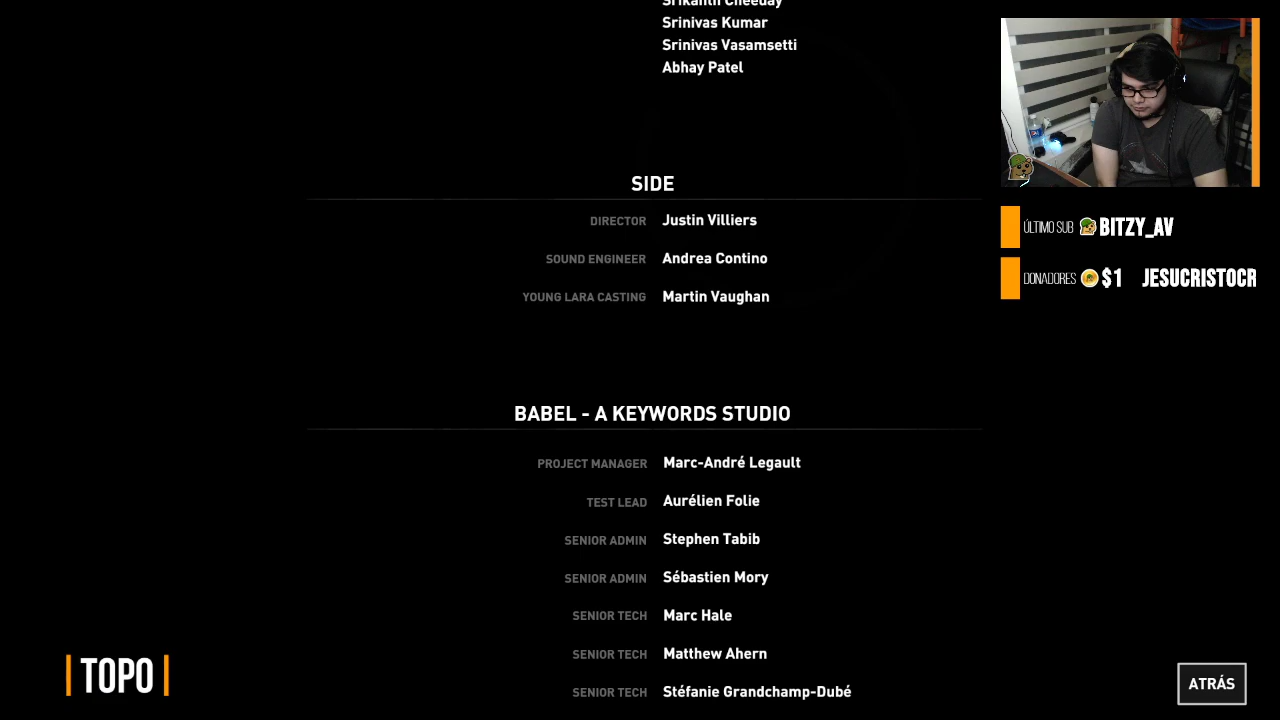 Srikanth Cheeday
Srinivas Kumar
Srinivas Vasamsetti
Abhay Patel
SIDE
DIRECTOR Justin Villiers
SOUND ENGINEER Andrea Contino
YOUNG LARA CASTING Martin Vaughan
BABEL - A KEYWORDS STUDIO
PROJECT MANAGER Marc-André Legault
TEST LEAD Aurélien Folie
SENIOR ADMIN Stephen Tabib
SENIOR ADMIN Sébastien Mory
SENIOR TECH Marc Hale
SENIOR TECH Matthew Ahern
SENIOR TECH Stéfanie Grandchamp-Dubé
ÚLTIMO SUB BITZY_AV
DONADORES $1 JESUCRISTOCR
| TOPO |
ATRÁS